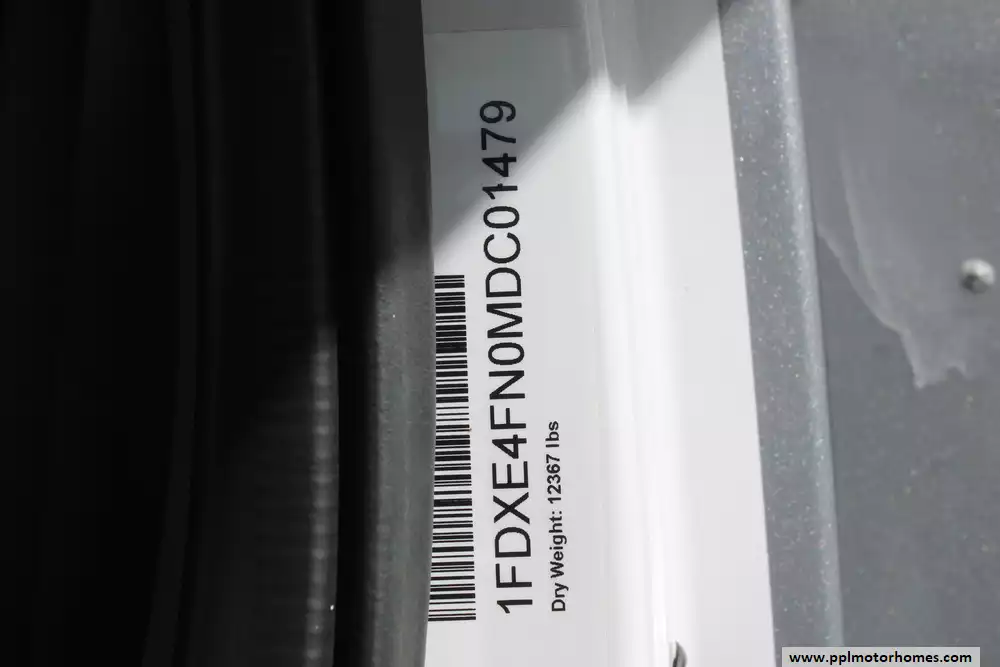 1FDXE4FN0MDC01479
Dry Weight: 12367 lbs
www.pplmotorhomes.com